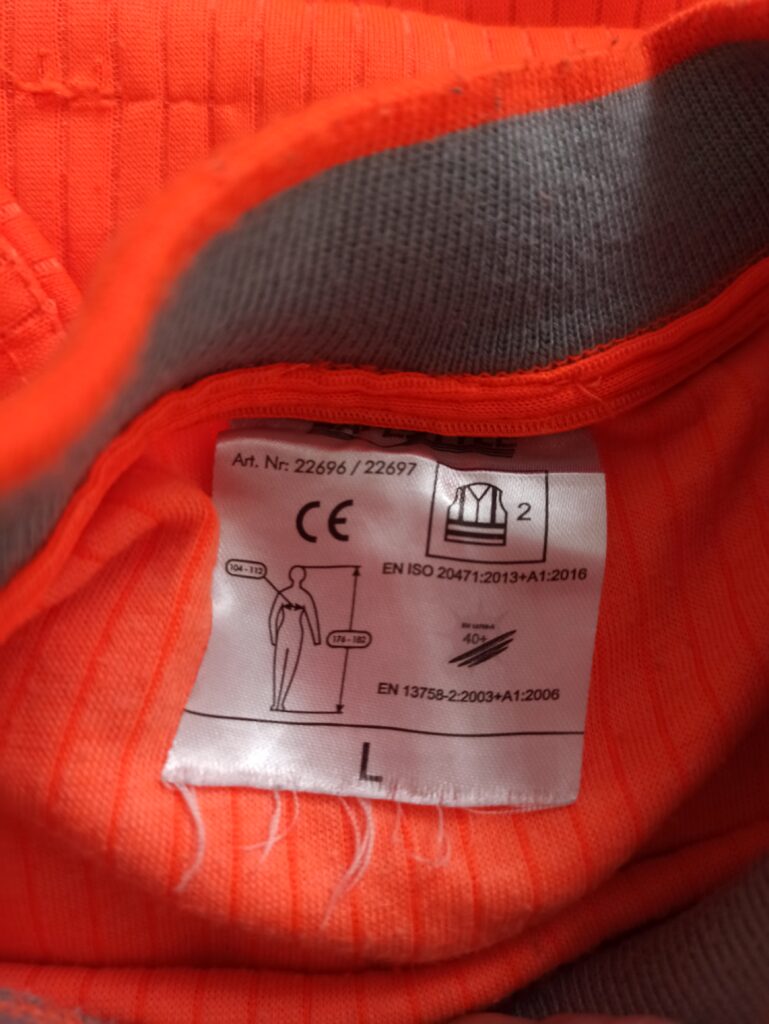 Art. Nr: 22696 / 22697
CE
2
104 - 112
EN ISO 20471:2013+A1:2016
40+
176 - 182
EN 13758-2:2003+A1:2006
L